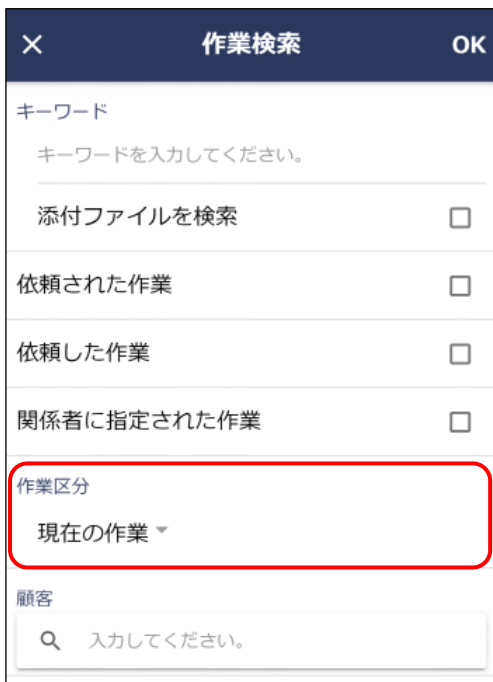 × 作業検索 OK
キーワード
キーワードを入力してください。
添付ファイルを検索
依頼された作業
依頼した作業
関係者に指定された作業
作業区分
現在の作業
顧客
入力してください。